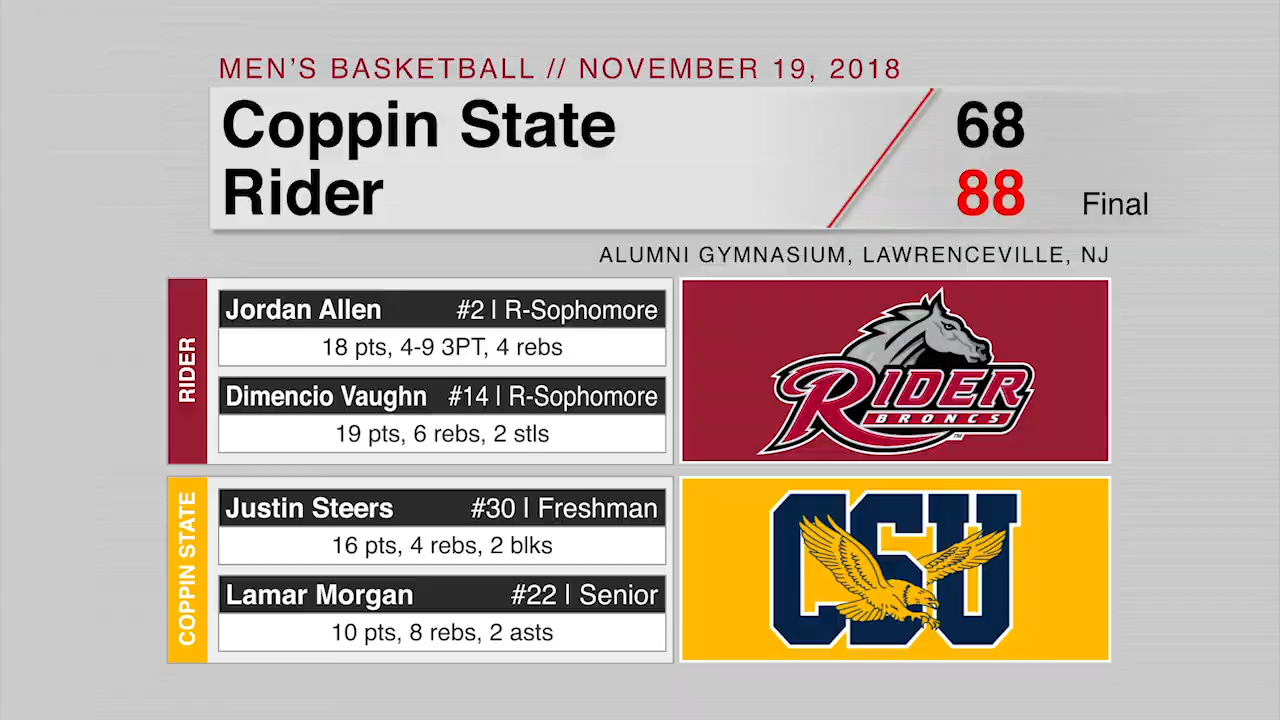 MEN'S BASKETBALL // NOVEMBER 19, 2018
Coppin State 68
Rider 88 Final
ALUMNI GYMNASIUM, LAWRENCEVILLE, NJ
RIDER
Jordan Allen #2 | R-Sophomore
18 pts, 4-9 3PT, 4 rebs
Dimencio Vaughn #14 | R-Sophomore
19 pts, 6 rebs, 2 stls
RIDER
BRONCS
TM
COPPIN STATE
Justin Steers #30 | Freshman
16 pts, 4 rebs, 2 blks
Lamar Morgan #22 | Senior
10 pts, 8 rebs, 2 asts
CSU